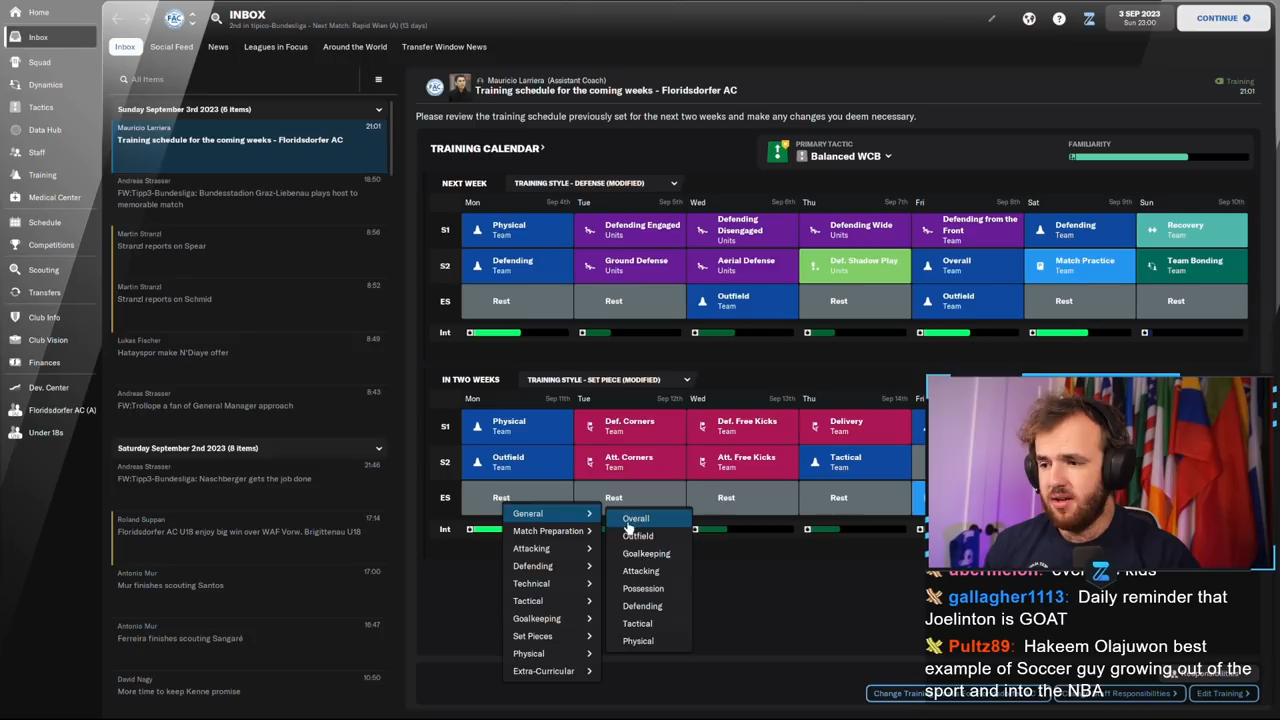 Home
Inbox
Squad
Dynamics
Tactics
Data Hub
Staff
Training
Medical Center
Schedule
Competitions
Scouting
Transfers
Club Info
Club Vision
Finances
Dev. Center
Floridsdorfer AC (A)
Under 18s
FAC
INBOX
2nd in tipico-Bundesliga - Next Match: Rapid Wien (A) (13 days)
3 SEP 2023
Sun 23:00
CONTINUE
Inbox
Social Feed
News
Leagues in Focus
Around the World
Transfer Window News
All Items
Sunday September 3rd 2023 (6 items)
Mauricio Larriera 21:01
Training schedule for the coming weeks - Floridsdorfer AC
Andreas Strasser 18:50
FW:Tipp3-Bundesliga: Bundesstadion Graz-Liebenau plays host to
memorable match
Martin Stranzl 8:56
Stranzl reports on Spear
Martin Stranzl 8:52
Stranzl reports on Schmid
Lukas Fischer 8:49
Hatayspor make N'Diaye offer
Andreas Strasser 8:43
FW:Trollope a fan of General Manager approach
Saturday September 2nd 2023 (8 items)
Andreas Strasser 21:46
FW:Tipp3-Bundesliga: Naschberger gets the job done
Roland Suppan 17:14
Floridsdorfer AC U18 enjoy big win over WAF Vorw. Brigittenau U18
Antonio Mur 17:00
Mur finishes scouting Santos
Antonio Mur 16:47
Ferreira finishes scouting Sangaré
David Nagy 10:50
More time to keep Kenne promise
Mauricio Larriera (Assistant Coach)
Training schedule for the coming weeks - Floridsdorfer AC
Training
21:01
Please review the training schedule previously set for the next two weeks and make any changes you deem necessary.
TRAINING CALENDAR
PRIMARY TACTIC
Balanced WCB
FAMILIARITY
NEXT WEEK
TRAINING STYLE - DEFENSE (MODIFIED)
Mon Sep 4th Tue Sep 5th Wed Sep 6th Thu Sep 7th Fri Sep 8th Sat Sep 9th Sun Sep 10th
S1
Physical
Team
Defending Engaged
Units
Defending
Disengaged
Units
Defending Wide
Units
Defending from the
Front
Team
Defending
Team
Recovery
Team
S2
Defending
Team
Ground Defense
Units
Aerial Defense
Units
Def. Shadow Play
Units
Overall
Team
Match Practice
Team
Team Bonding
Team
ES
Rest
Rest
Outfield
Team
Rest
Outfield
Team
Rest
Rest
Int
IN TWO WEEKS
TRAINING STYLE - SET PIECE (MODIFIED)
Mon Sep 11th Tue Sep 12th Wed Sep 13th Thu Sep 14th Fri
S1
Physical
Team
Def. Corners
Team
Def. Free Kicks
Team
Delivery
Team
S2
Outfield
Team
Att. Corners
Team
Att. Free Kicks
Team
Tactical
Team
ES
Rest
Rest
Rest
Rest
Int
General
Match Preparation
Attacking
Defending
Technical
Tactical
Goalkeeping
Set Pieces
Physical
Extra-Curricular
Overall
Outfield
Goalkeeping
Attacking
Possession
Defending
Tactical
Physical
kids
gallagher1113: Daily reminder that
Joelinton is GOAT
Pultz89: Hakeem Olajuwon best
example of Soccer guy growing out of the
sport and into the NBA
Change Training
Responsibilities
Edit Training